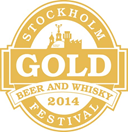 STOCKHOLM
GOLD
BEER AND WHISKY
2014
FESTIVAL